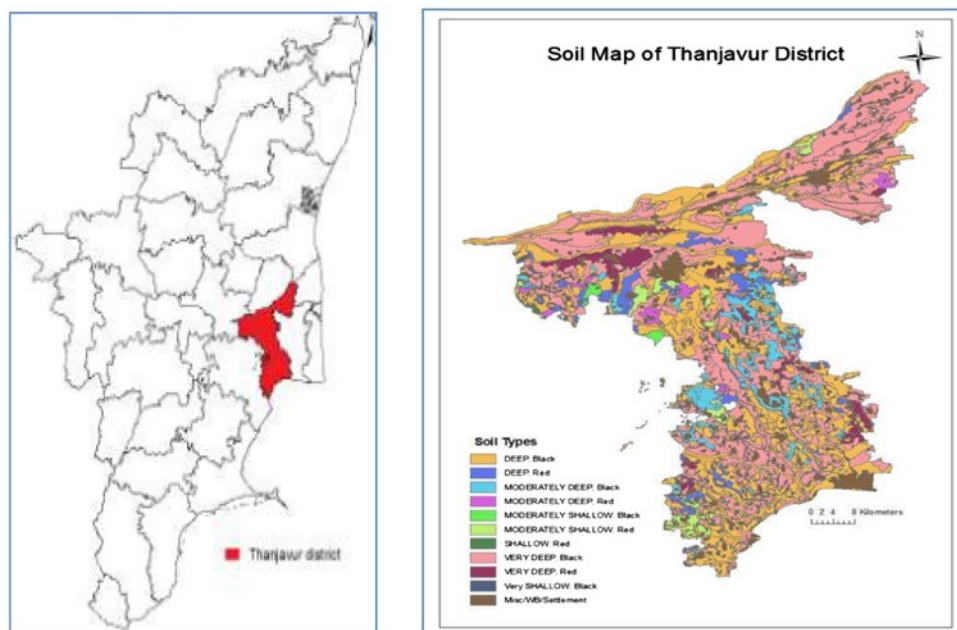 Thanjavur district
Soil Map of Thanjavur District
N
Soil Types
DEEP. Black
DEEP. Red
MODERATELY DEEP. Black
MODERATELY DEEP. Red
MODERATELY SHALLOW. Black
MODERATELY SHALLOW. Red
SHALLOW. Red
VERY DEEP. Black
VERY DEEP. Red
Very SHALLOW. Black
Misc/WB/Settlement
0 2 4 8 Kilometers